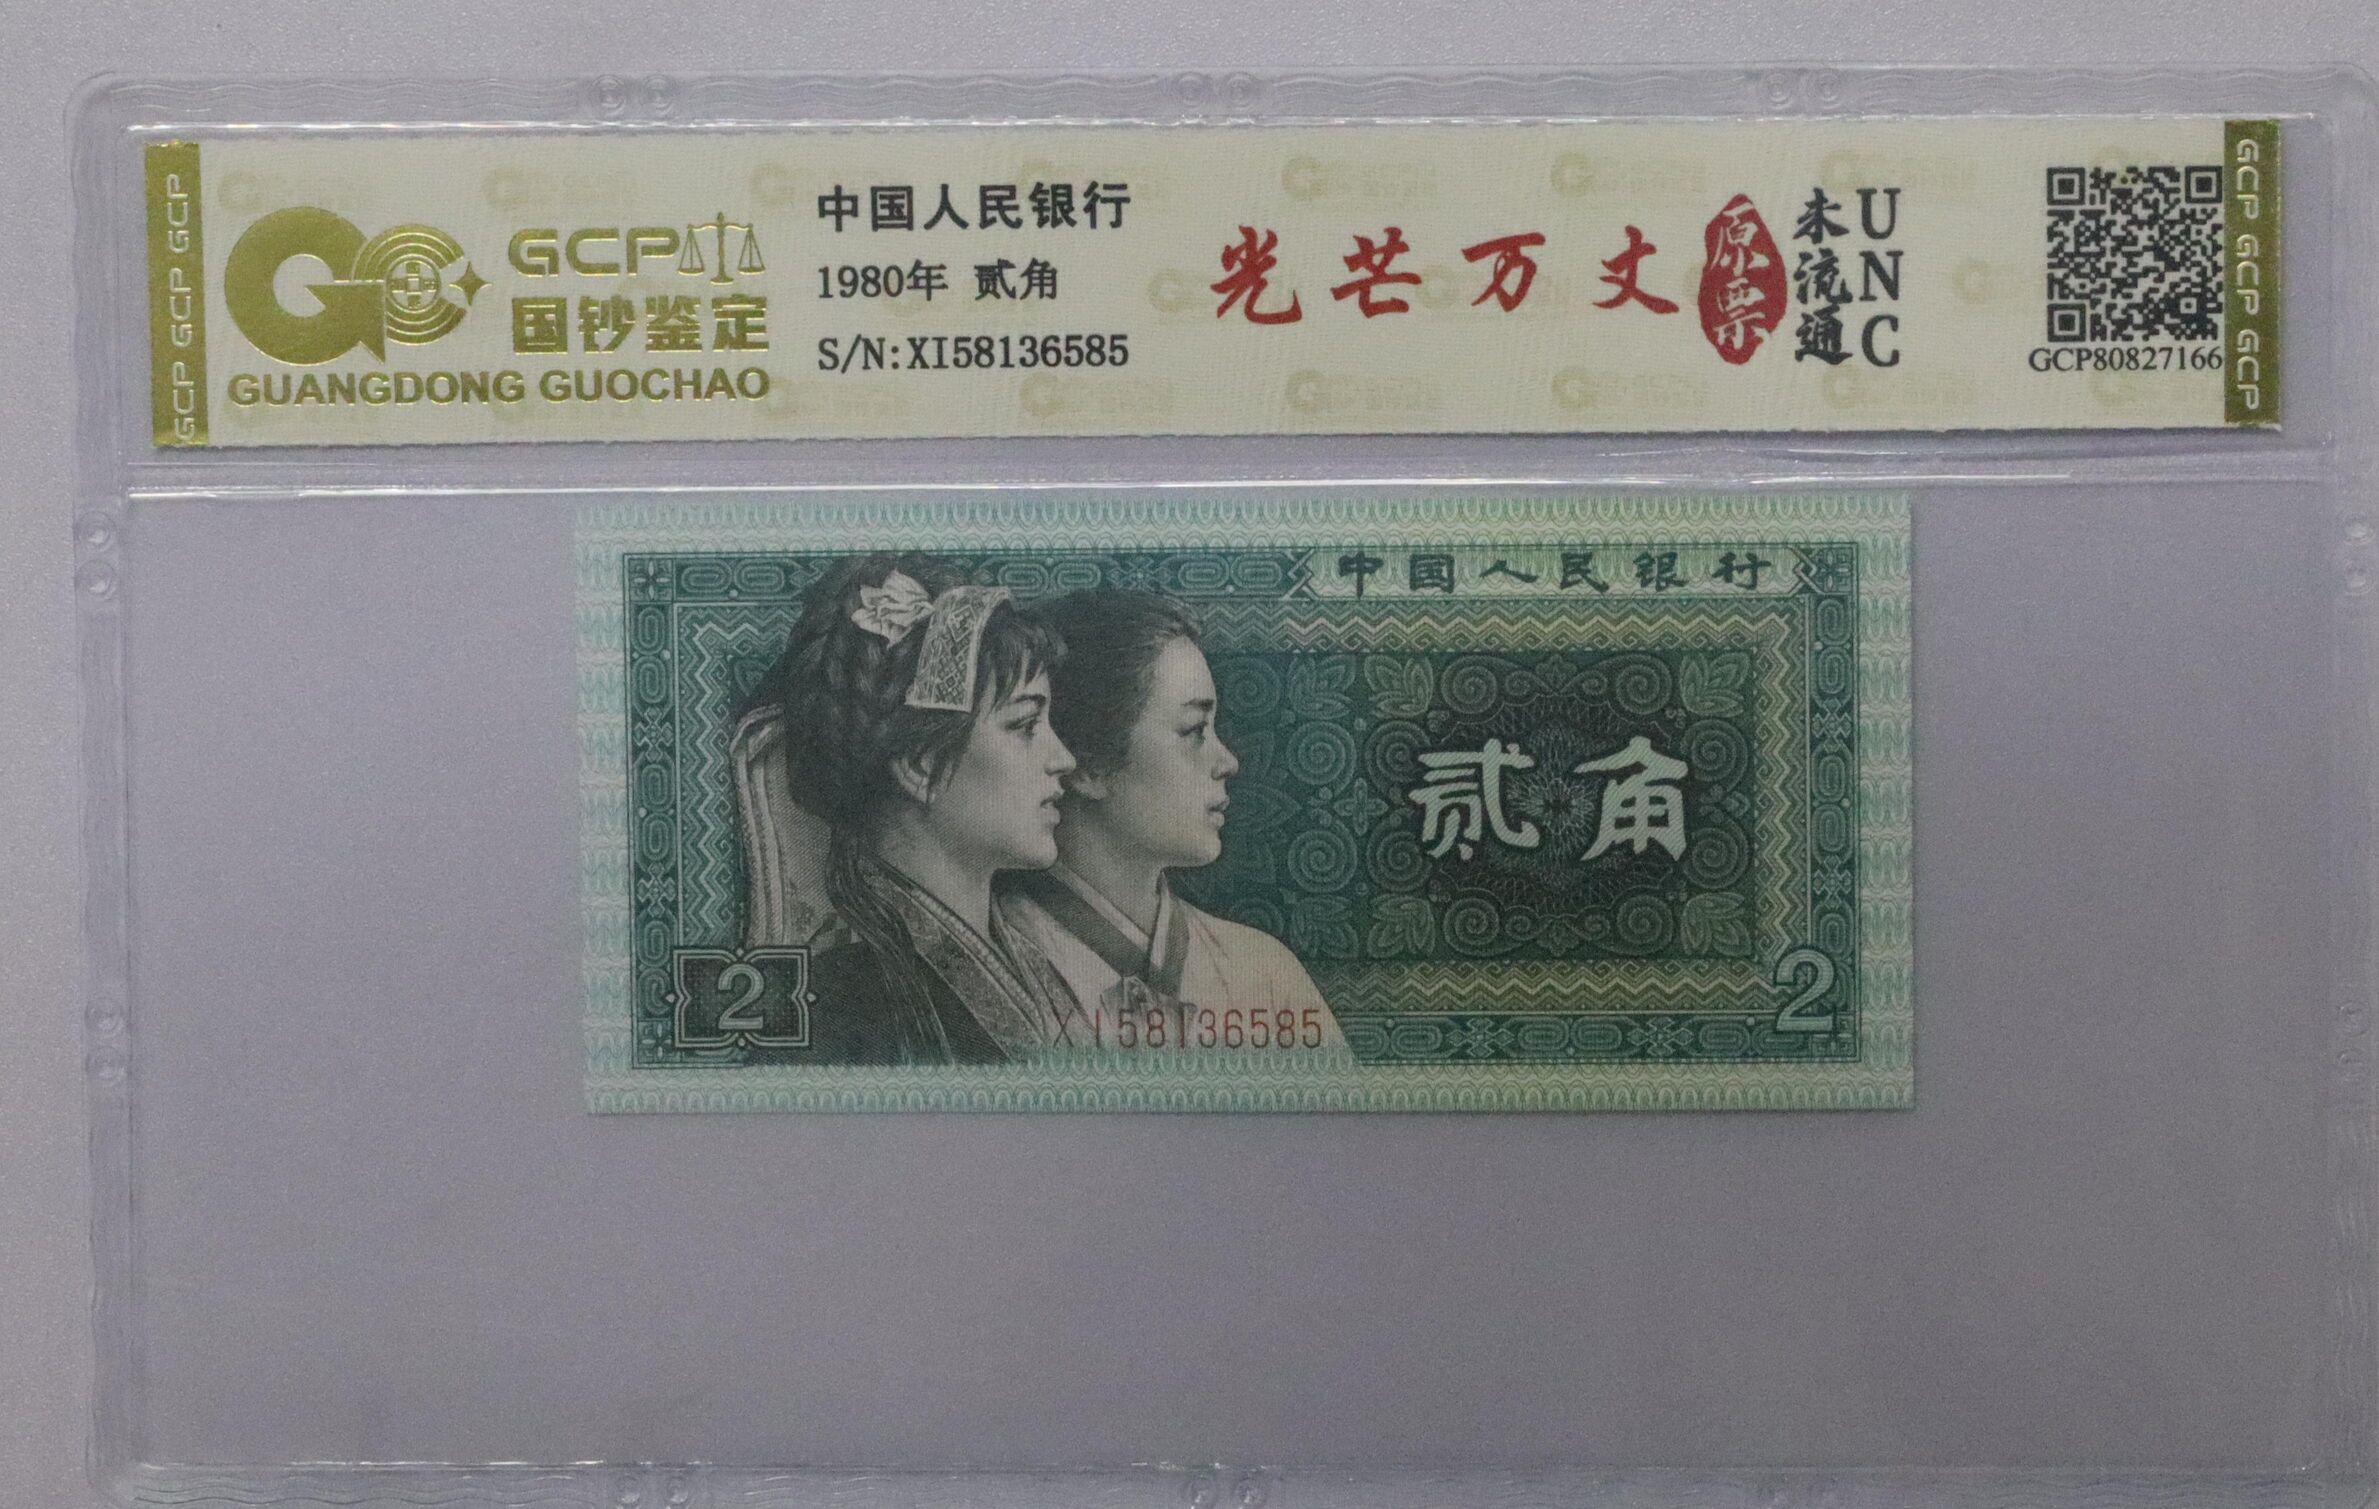 GCP GCP GCP
GCP
国钞鉴定
GUANGDONG GUOCHAO
中国人民银行
1980年 贰角
S/N:XI58136585
光芒万丈
原票
未流通
UNC
GCP80827166
GCP GCP GCP
中国人民银行
贰角
2
XI58136585
2